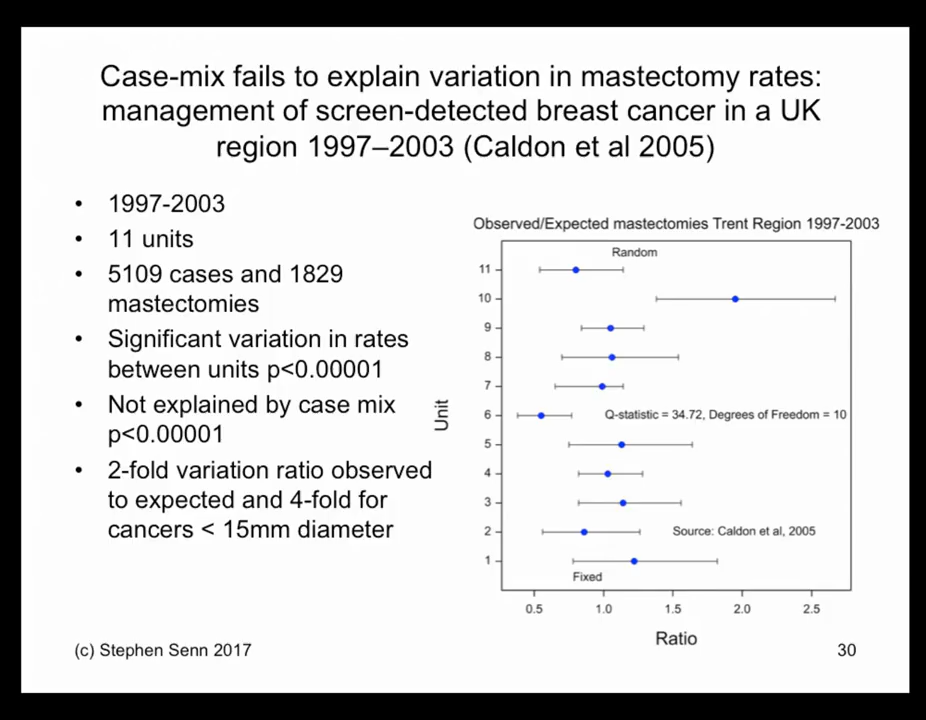 Case-mix fails to explain variation in mastectomy rates:
management of screen-detected breast cancer in a UK
region 1997–2003 (Caldon et al 2005)
• 1997-2003
• 11 units
• 5109 cases and 1829
mastectomies
• Significant variation in rates
between units p<0.00001
• Not explained by case mix
p<0.00001
• 2-fold variation ratio observed
to expected and 4-fold for
cancers < 15mm diameter
Observed/Expected mastectomies Trent Region 1997-2003
Random
11
10
9
8
7
6
Q-statistic = 34.72, Degrees of Freedom = 10
Unit
5
4
3
2
Source: Caldon et al, 2005
1
Fixed
0.5 1.0 1.5 2.0 2.5
Ratio
(c) Stephen Senn 2017
30